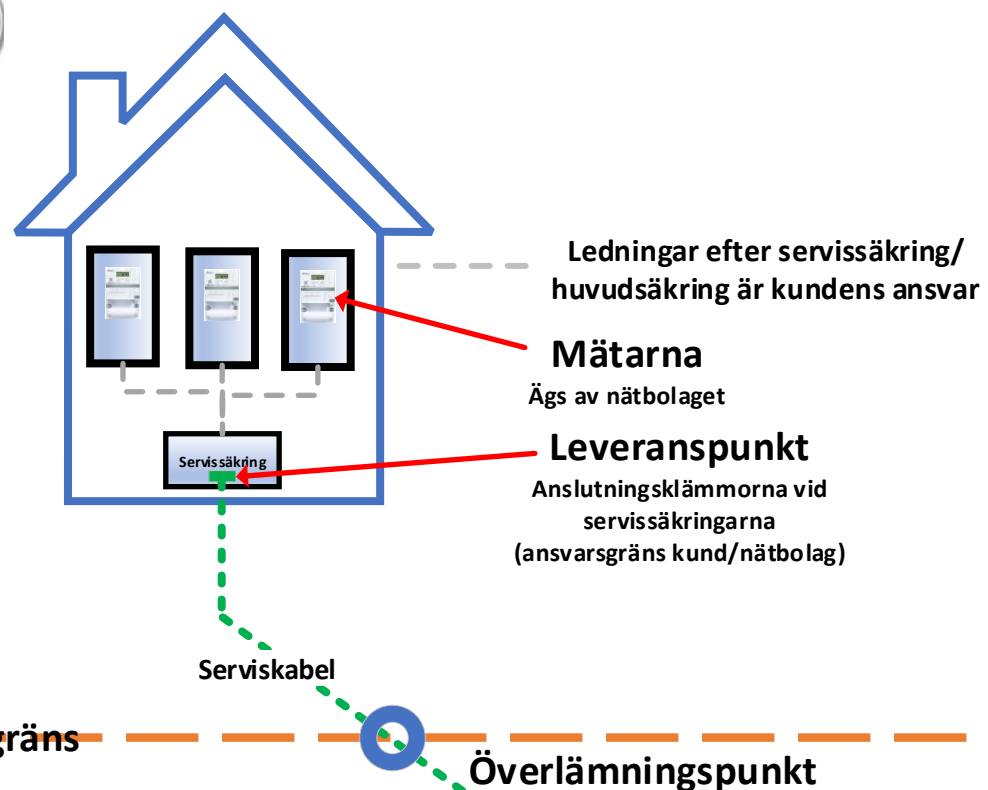 Ledningar efter servissäkring/
huvudsäkring är kundens ansvar
Mätarna
Ägs av nätbolaget
Leveranspunkt
Servissäkring
Anslutningsklämmorna vid
servissäkringarna
(ansvarsgräns kund/nätbolag)
Serviskabel
gräns
Överlämningspunkt